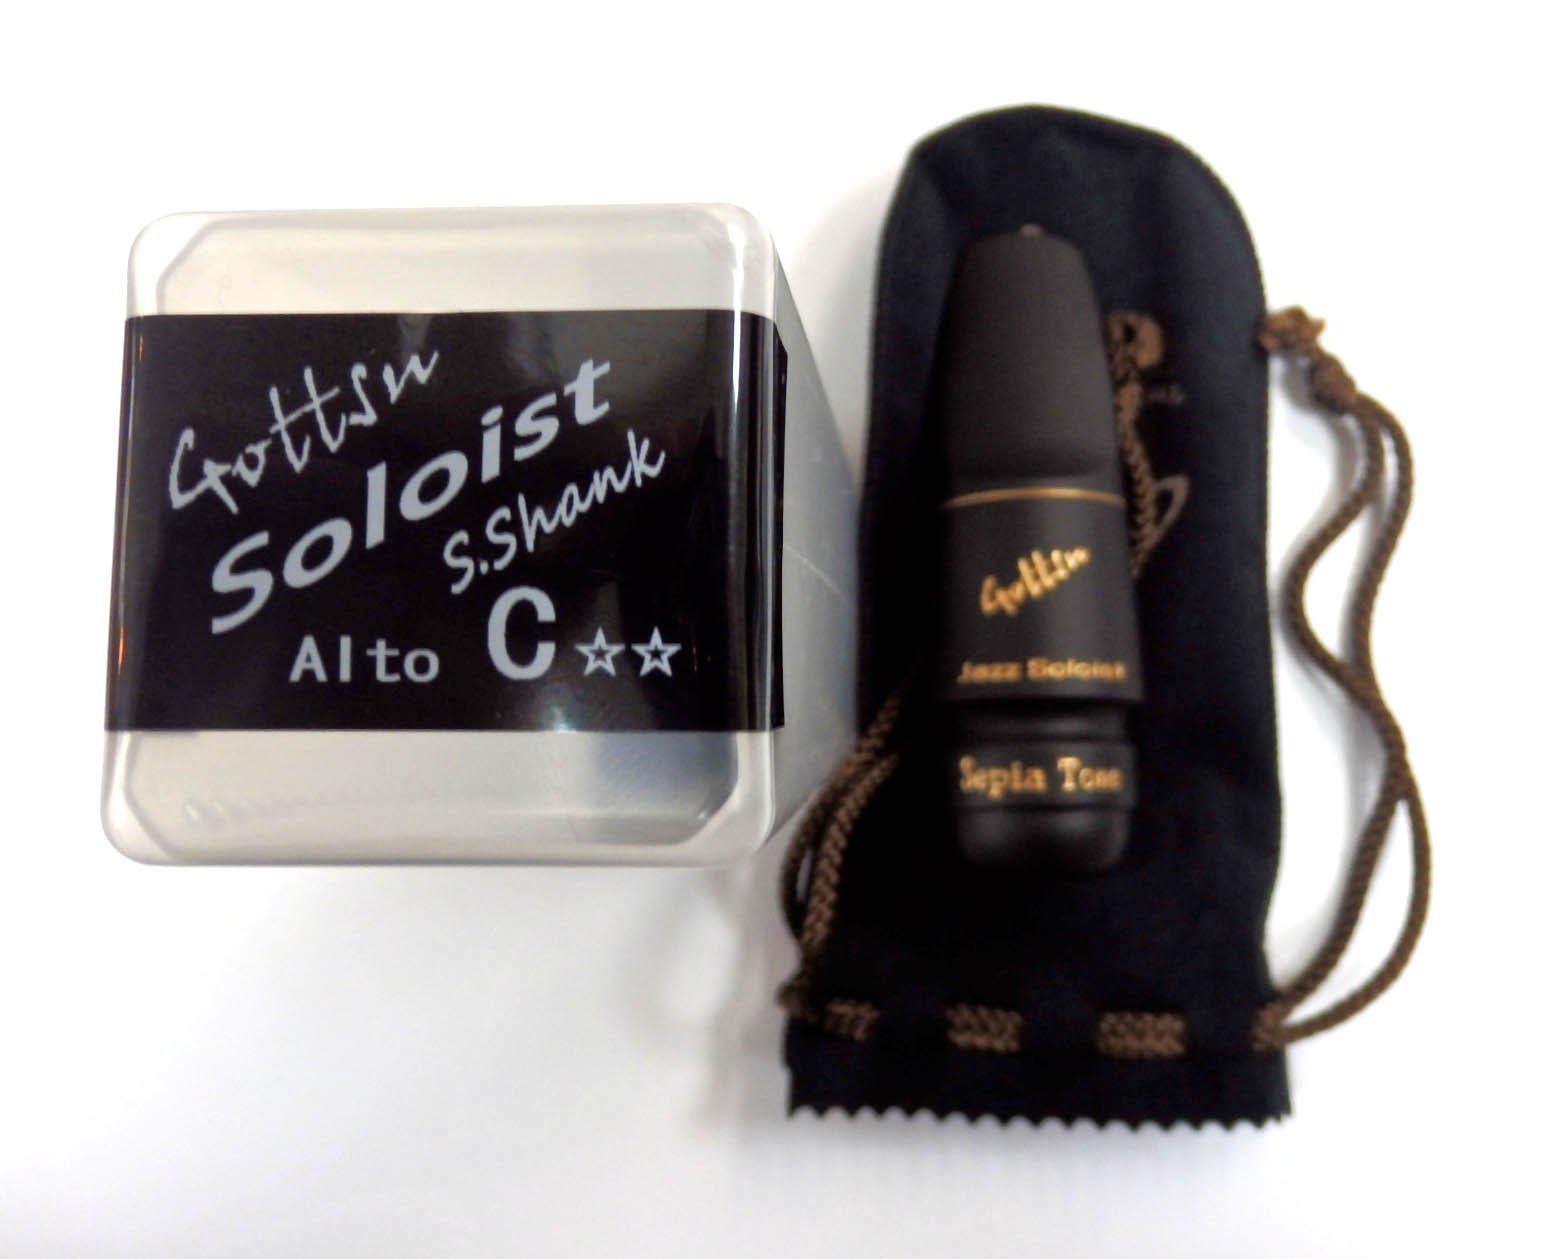 Gottsu
Soloist
S.Shank
Alto C☆☆
Gottsu
Jazz Soloist
Sepia Tone